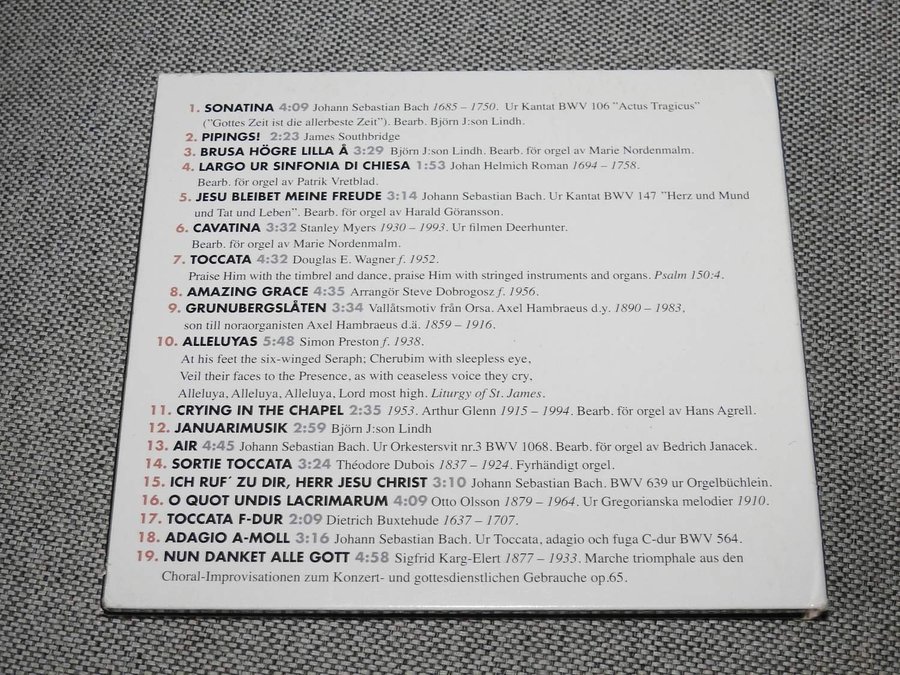 1. SONATINA 4:09 Johann Sebastian Bach 1685 – 1750. Ur Kantat BWV 106 "Actus Tragicus"
("Gottes Zeit ist die allerbeste Zeit"). Bearb. Björn J:son Lindh.
2. PIPINGS! 2:23 James Southbridge
3. BRUSA HÖGRE LILLA Å 3:29 Björn J:son Lindh. Bearb. för orgel av Marie Nordenmalm.
4. LARGO UR SINFONIA DI CHIESA 1:53 Johan Helmich Roman 1694 – 1758.
Bearb. för orgel av Patrik Vretblad.
5. JESU BLEIBET MEINE FREUDE 3:14 Johann Sebastian Bach. Ur Kantat BWV 147 "Herz und Mund
und Tat und Leben". Bearb. för orgel av Harald Göransson.
6. CAVATINA 3:32 Stanley Myers 1930 – 1993. Ur filmen Deerhunter.
Bearb. för orgel av Marie Nordenmalm.
7. TOCCATA 4:32 Douglas E. Wagner f. 1952.
Praise Him with the timbrel and dance, praise Him with stringed instruments and organs. Psalm 150:4.
8. AMAZING GRACE 4:35 Arrangör Steve Dobrogosz f. 1956.
9. GRUNUBERGSLÅTEN 3:34 Vallåtsmotiv från Orsa. Axel Hambraeus d.y. 1890 – 1983,
son till noraorganisten Axel Hambraeus d.ä. 1859 – 1916.
10. ALLELUYAS 5:48 Simon Preston f. 1938.
At his feet the six-winged Seraph; Cherubim with sleepless eye,
Veil their faces to the Presence, as with ceaseless voice they cry,
Alleluya, Alleluya, Alleluya, Lord most high. Liturgy of St. James.
11. CRYING IN THE CHAPEL 2:35 1953. Arthur Glenn 1915 – 1994. Bearb. för orgel av Hans Agrell.
12. JANUARIMUSIK 2:59 Björn J:son Lindh
13. AIR 4:45 Johann Sebastian Bach. Ur Orkestersvit nr.3 BWV 1068. Bearb. för orgel av Bedrich Janacek.
14. SORTIE TOCCATA 3:24 Théodore Dubois 1837 – 1924. Fyrhändigt orgel.
15. ICH RUF´ ZU DIR, HERR JESU CHRIST 3:10 Johann Sebastian Bach. BWV 639 ur Orgelbüchlein.
16. O QUOT UNDIS LACRIMARUM 4:09 Otto Olsson 1879 – 1964. Ur Gregorianska melodier 1910.
17. TOCCATA F-DUR 2:09 Dietrich Buxtehude 1637 – 1707.
18. ADAGIO A-MOLL 3:16 Johann Sebastian Bach. Ur Toccata, adagio och fuga C-dur BWV 564.
19. NUN DANKET ALLE GOTT 4:58 Sigfrid Karg-Elert 1877 – 1933. Marche triomphale aus den
Choral-Improvisationen zum Konzert- und gottesdienstlichen Gebrauche op.65.